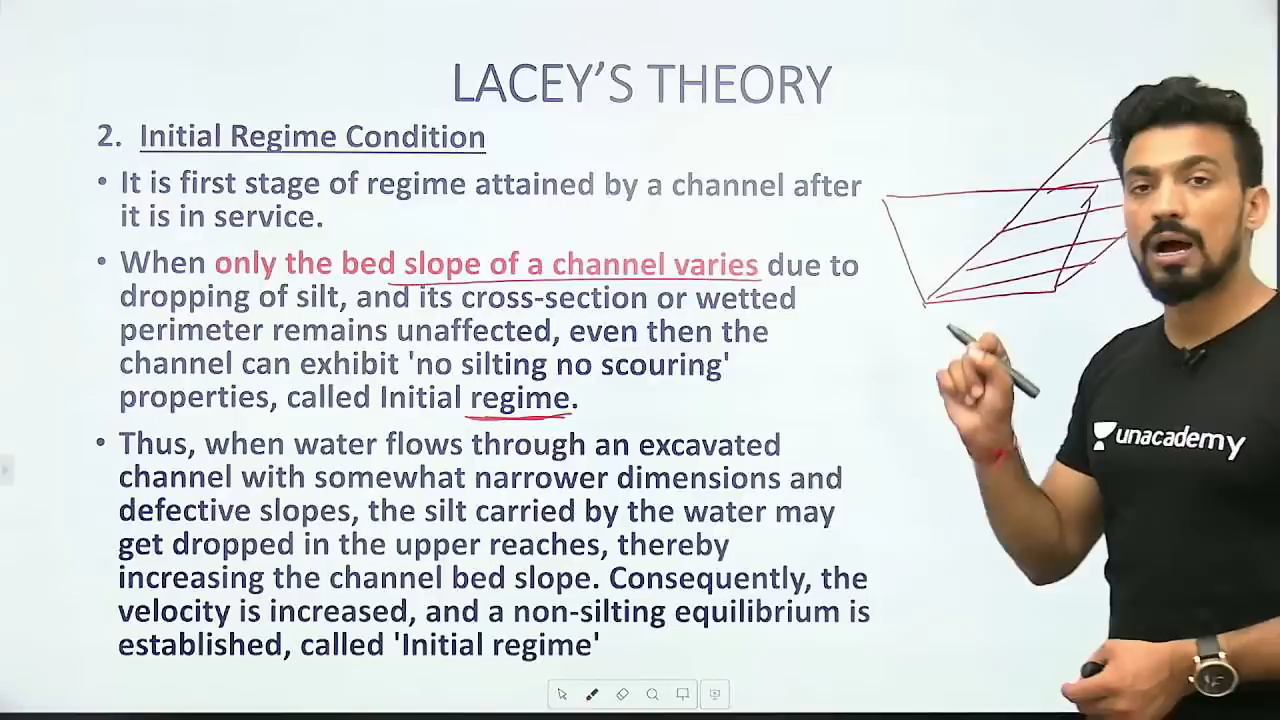 LACEY'S THEORY
2. Initial Regime Condition
• It is first stage of regime attained by a channel after
it is in service.
• When only the bed slope of a channel varies due to
dropping of silt, and its cross-section or wetted
perimeter remains unaffected, even then the
channel can exhibit 'no silting no scouring'
properties, called Initial regime.
• Thus, when water flows through an excavated
channel with somewhat narrower dimensions and
defective slopes, the silt carried by the water may
get dropped in the upper reaches, thereby
increasing the channel bed slope. Consequently, the
velocity is increased, and a non-silting equilibrium is
established, called 'Initial regime'
unacademy